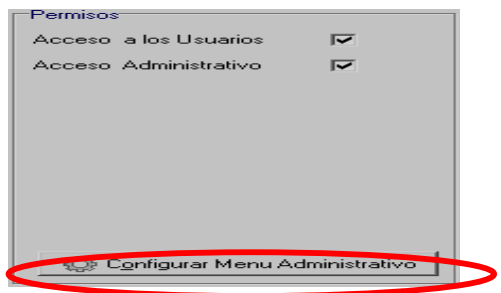 Permisos
Acceso a los Usuarios
Acceso Administrativo
Configurar Menu Administrativo